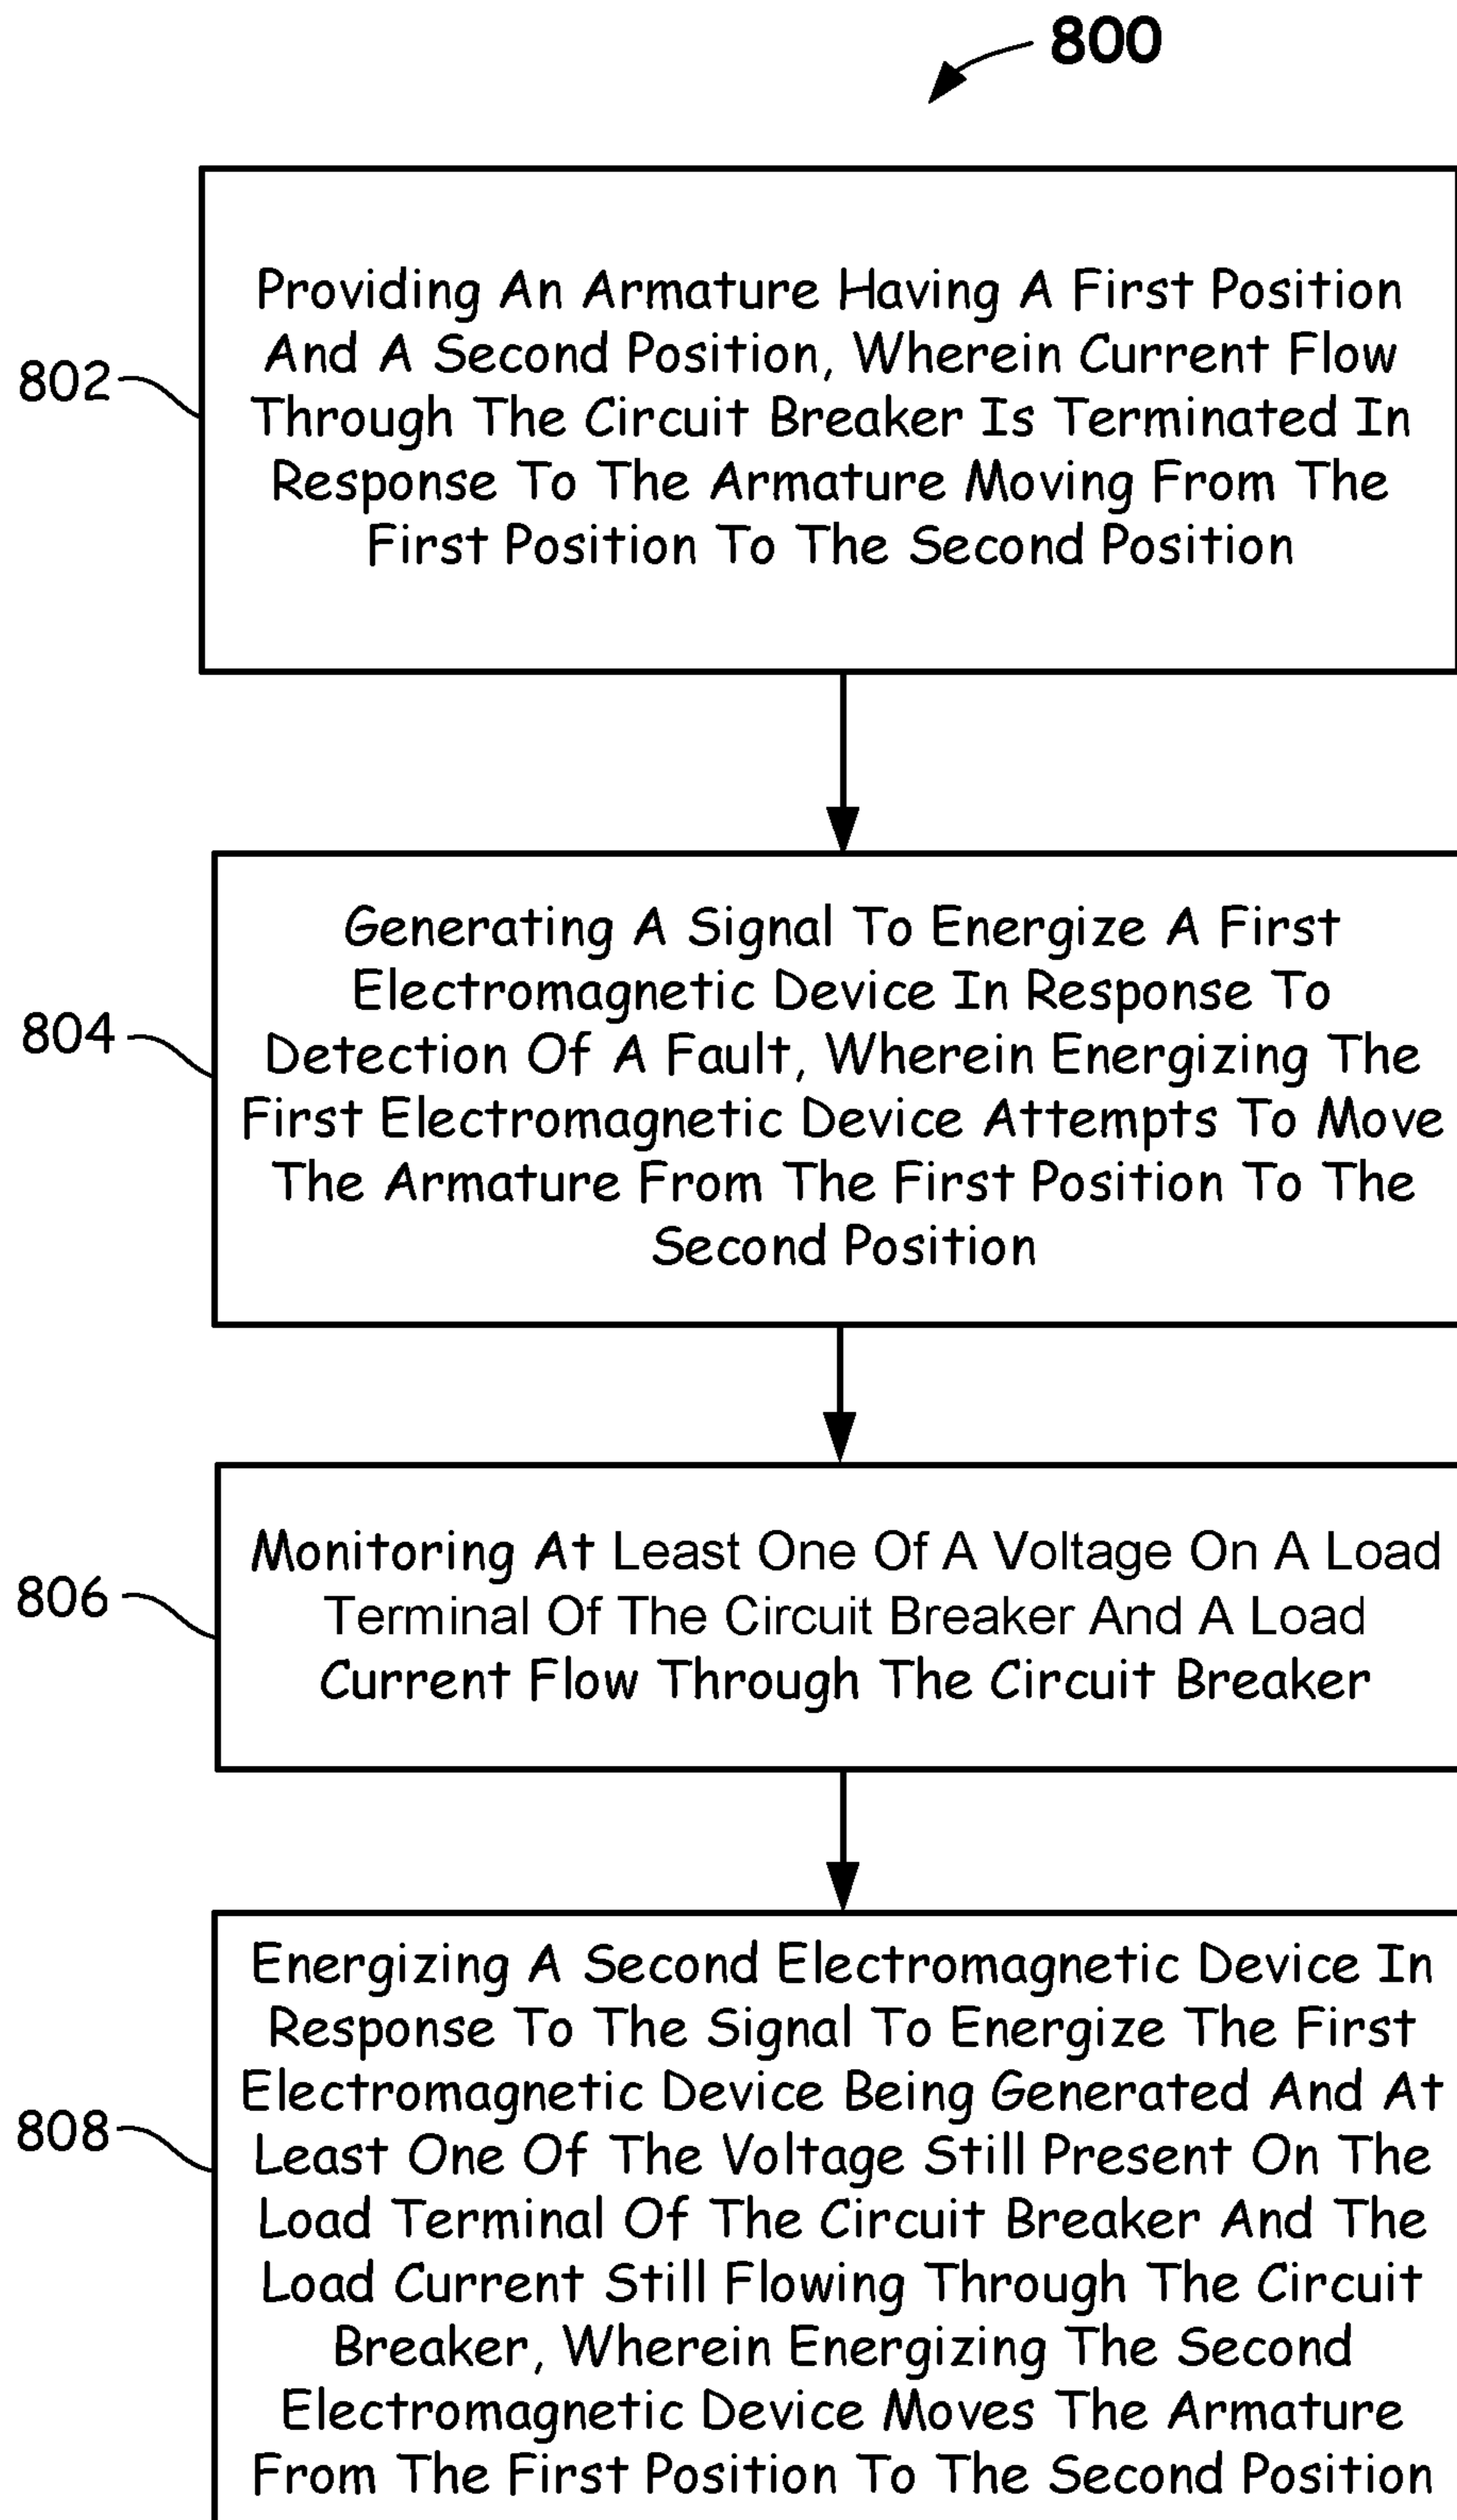 800
802
Providing An Armature Having A First Position
And A Second Position, Wherein Current Flow
Through The Circuit Breaker Is Terminated In
Response To The Armature Moving From The
First Position To The Second Position
804
Generating A Signal To Energize A First
Electromagnetic Device In Response To
Detection Of A Fault, Wherein Energizing The
First Electromagnetic Device Attempts To Move
The Armature From The First Position To The
Second Position
806
Monitoring At Least One Of A Voltage On A Load
Terminal Of The Circuit Breaker And A Load
Current Flow Through The Circuit Breaker
808
Energizing A Second Electromagnetic Device In
Response To The Signal To Energize The First
Electromagnetic Device Being Generated And At
Least One Of The Voltage Still Present On The
Load Terminal Of The Circuit Breaker And The
Load Current Still Flowing Through The Circuit
Breaker, Wherein Energizing The Second
Electromagnetic Device Moves The Armature
From The First Position To The Second Position